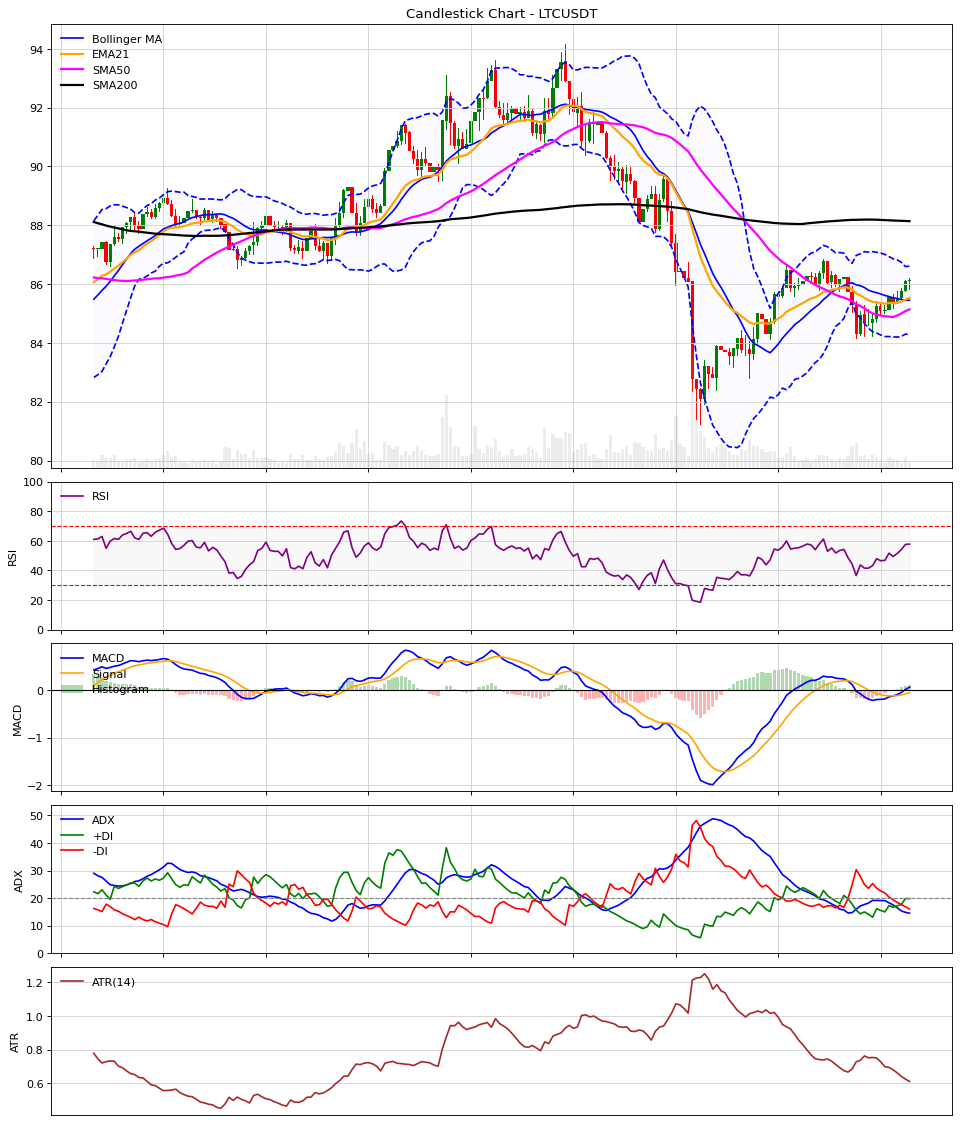 Candlestick Chart - LTCUSDT
Bollinger MA
EMA21
SMA50
SMA200
94
92
90
88
86
84
82
80
RSI
RSI
100
80
60
40
20
0
MACD
Signal
Histogram
MACD
0
−1
−2
ADX
+DI
-DI
ADX
50
40
30
20
10
0
ATR(14)
ATR
1.2
1.0
0.8
0.6